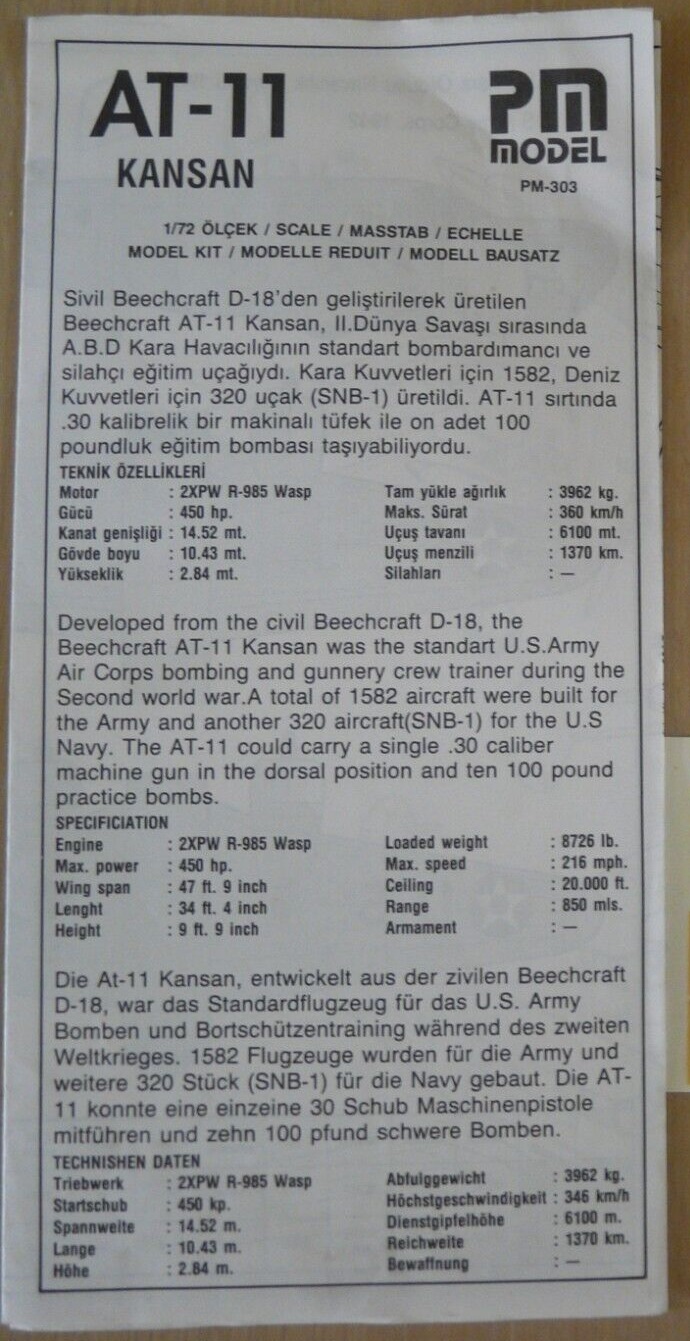 AT-11
KANSAN
PM
MODEL
PM-303
1/72 ÖLÇEK / SCALE / MASSTAB / ECHELLE
MODEL KIT / MODELLE REDUIT / MODELL BAUSATZ
Sivil Beechcraft D-18'den geliştirilerek üretilen
Beechcraft AT-11 Kansan, II.Dünya Savaşı sırasında
A.B.D Kara Havacılığının standart bombardımancı ve
silahçı eğitim uçağıydı. Kara Kuvvetleri için 1582, Deniz
Kuvvetleri için 320 uçak (SNB-1) üretildi. AT-11 sırtında
.30 kalibrelik bir makinalı tüfek ile on adet 100
poundluk eğitim bombası taşıyabiliyordu.
TEKNİK ÖZELLİKLERİ
Motor : 2XPW R-985 Wasp Tam yükle ağırlık : 3962 kg.
Gücü : 450 hp. Maks. Sürat : 360 km/h
Kanat genişliği : 14.52 mt. Uçuş tavanı : 6100 mt.
Gövde boyu : 10.43 mt. Uçuş menzili : 1370 km.
Yükseklik : 2.84 mt. Silahları : —
Developed from the civil Beechcraft D-18, the
Beechcraft AT-11 Kansan was the standart U.S.Army
Air Corps bombing and gunnery crew trainer during the
Second world war.A total of 1582 aircraft were built for
the Army and another 320 aircraft(SNB-1) for the U.S
Navy. The AT-11 could carry a single .30 caliber
machine gun in the dorsal position and ten 100 pound
practice bombs.
SPECIFICIATION
Engine : 2XPW R-985 Wasp Loaded weight : 8726 lb.
Max. power : 450 hp. Max. speed : 216 mph.
Wing span : 47 ft. 9 inch Ceiling : 20.000 ft.
Lenght : 34 ft. 4 inch Range : 850 mls.
Height : 9 ft. 9 inch Armament : —
Die At-11 Kansan, entwickelt aus der zivilen Beechcraft
D-18, war das Standardflugzeug für das U.S. Army
Bomben und Bortschützentraining während des zweiten
Weltkrieges. 1582 Flugzeuge wurden für die Army und
weitere 320 Stück (SNB-1) für die Navy gebaut. Die AT-
11 konnte eine einzeine 30 Schub Maschinenpistole
mitführen und zehn 100 pfund schwere Bomben.
TECHNISHEN DATEN
Triebwerk : 2XPW R-985 Wasp Abfulggewicht : 3962 kg.
Startschub : 450 kp. Höchstgeschwindigkeit : 346 km/h
Spannweite : 14.52 m. Dienstgipfelhöhe : 6100 m.
Lange : 10.43 m. Reichweite : 1370 km.
Höhe : 2.84 m. Bewaffnung : —